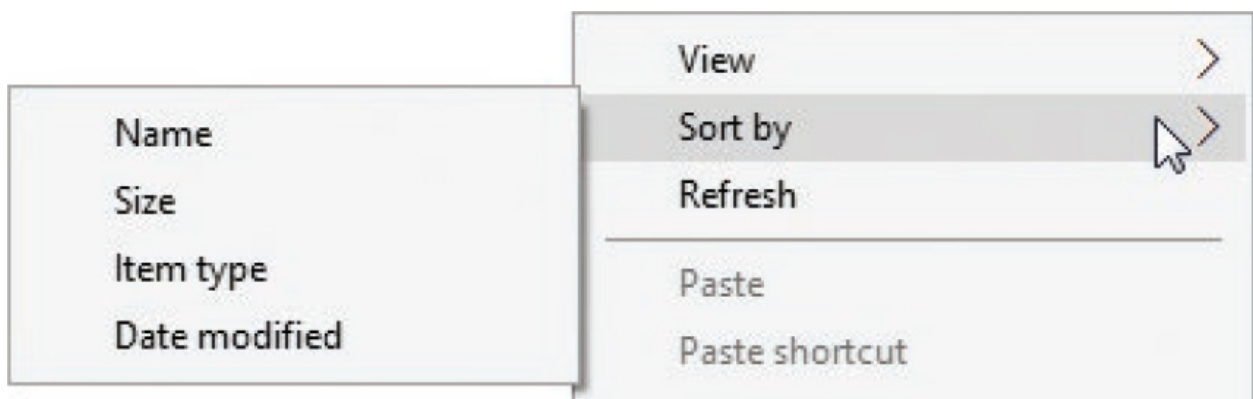 View
Sort by
Refresh
Paste
Paste shortcut
Name
Size
Item type
Date modified